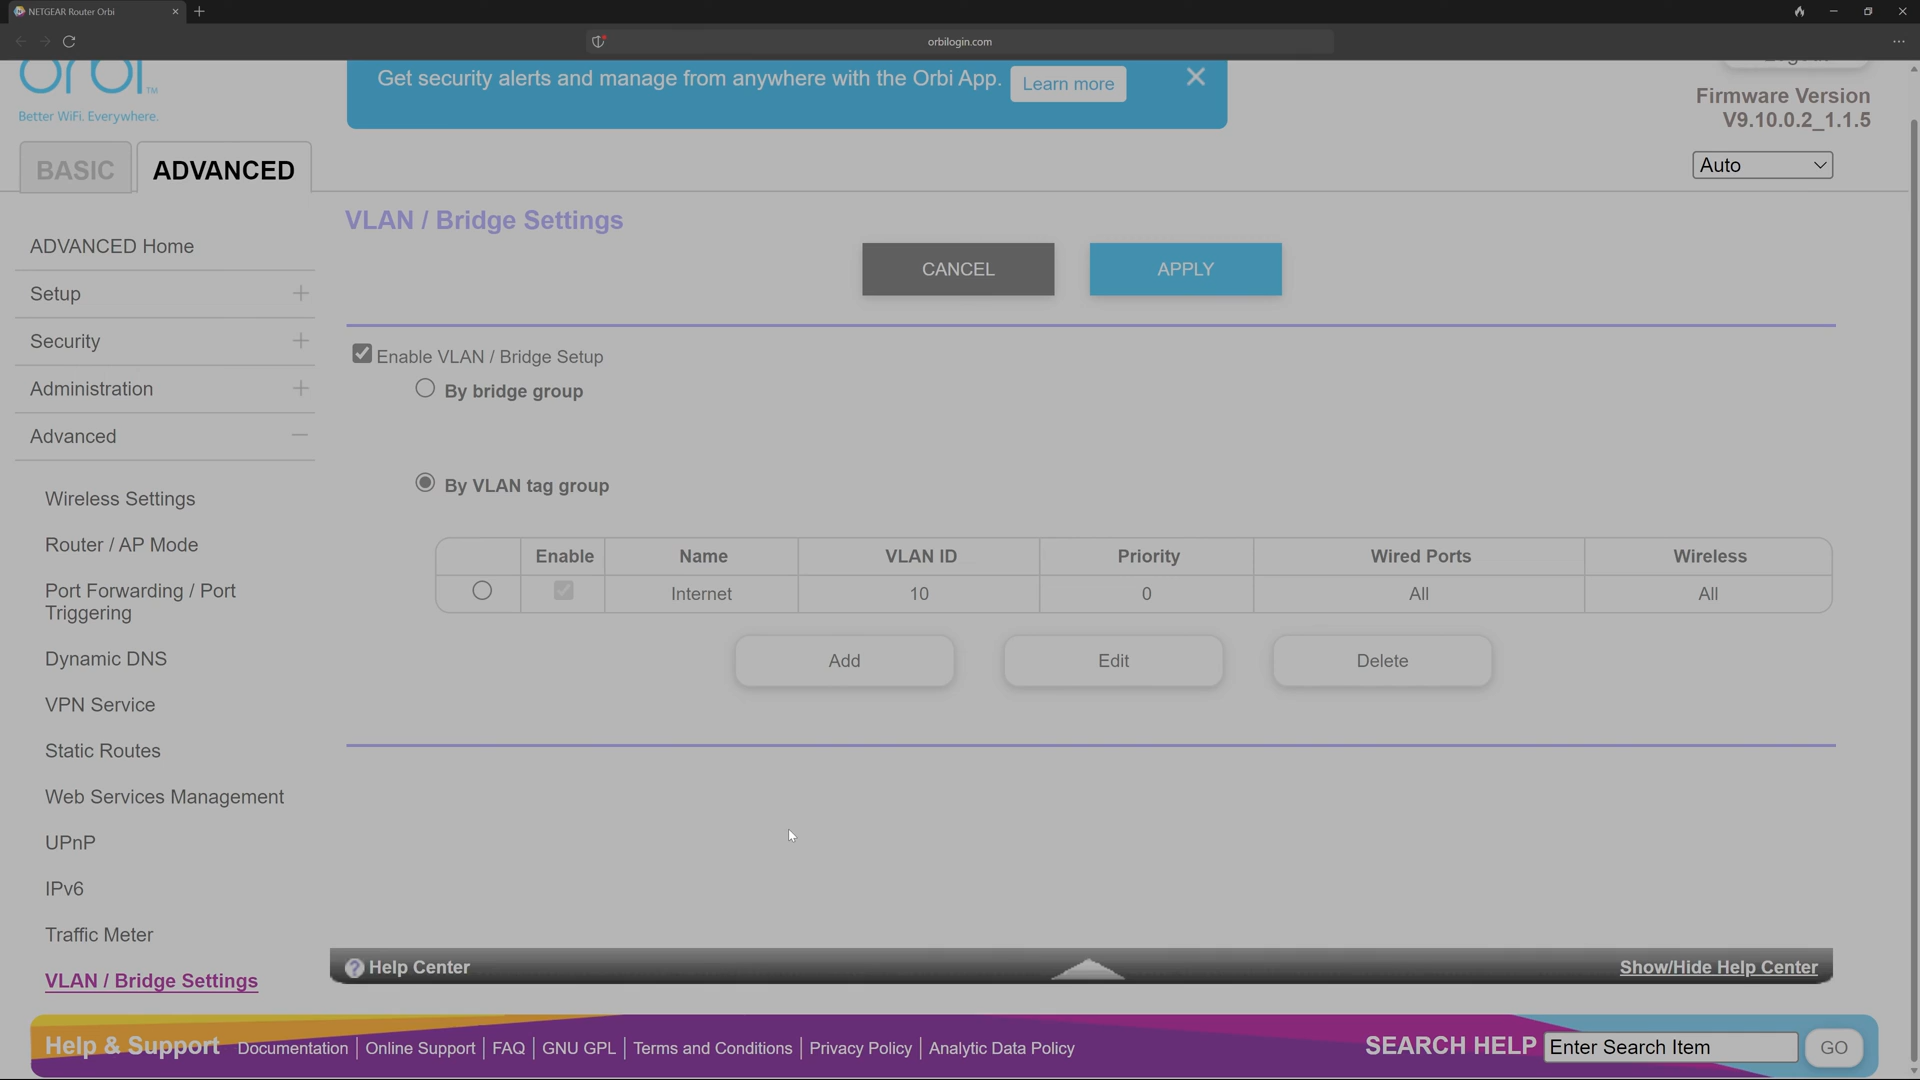 NETGEAR Router Orbi
orbilogin.com
orbi™
Better WiFi. Everywhere.
Get security alerts and manage from anywhere with the Orbi App. Learn more
Firmware Version
V9.10.0.2_1.1.5
BASIC
ADVANCED
Auto
VLAN / Bridge Settings
CANCEL
APPLY
ADVANCED Home
Setup
Security
Administration
Advanced
Wireless Settings
Router / AP Mode
Port Forwarding / Port
Triggering
Dynamic DNS
VPN Service
Static Routes
Web Services Management
UPnP
IPv6
Traffic Meter
VLAN / Bridge Settings
Enable VLAN / Bridge Setup
By bridge group
By VLAN tag group
Enable Name VLAN ID Priority Wired Ports Wireless
Internet 10 0 All All
Add Edit Delete
? Help Center
Show/Hide Help Center
Help & Support Documentation | Online Support | FAQ | GNU GPL | Terms and Conditions | Privacy Policy | Analytic Data Policy
SEARCH HELP Enter Search Item GO